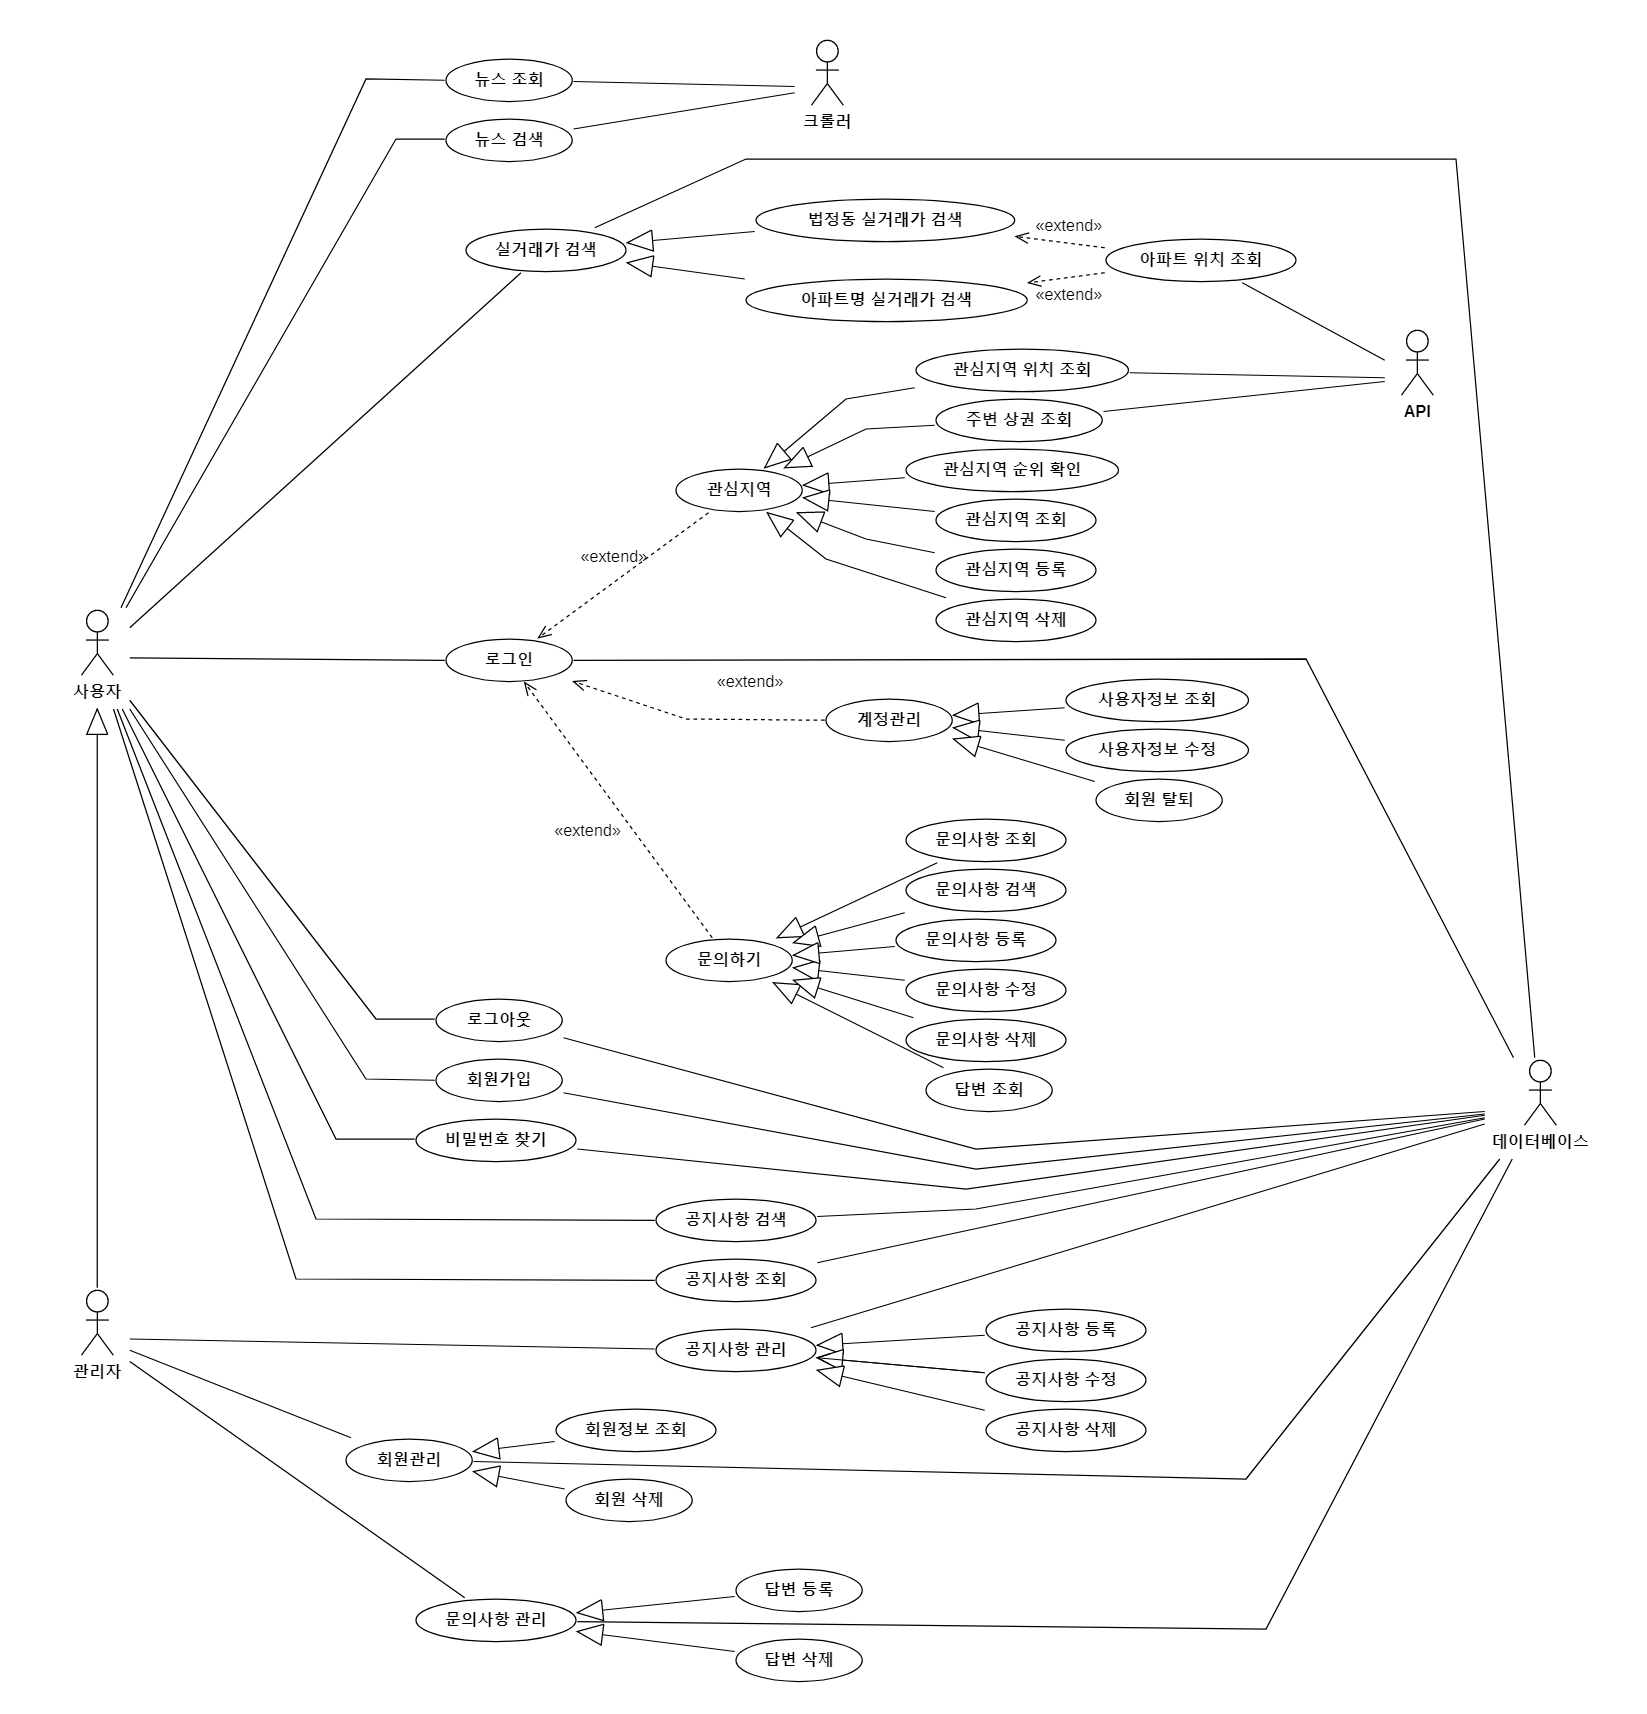 뉴스 조회
크롤러
뉴스 검색
법정동 실거래가 검색
«extend»
실거래가 검색
아파트 위치 조회
아파트명 실거래가 검색
«extend»
관심지역 위치 조회
API
주변 상권 조회
관심지역 순위 확인
관심지역
관심지역 조회
«extend»
관심지역 등록
관심지역 삭제
로그인
사용자
«extend»
사용자정보 조회
계정관리
사용자정보 수정
회원 탈퇴
«extend»
문의사항 조회
문의사항 검색
문의사항 등록
문의하기
문의사항 수정
로그아웃
문의사항 삭제
회원가입
답변 조회
비밀번호 찾기
데이터베이스
공지사항 검색
공지사항 조회
공지사항 등록
공지사항 관리
관리자
공지사항 수정
공지사항 삭제
회원정보 조회
회원관리
회원 삭제
답변 등록
문의사항 관리
답변 삭제